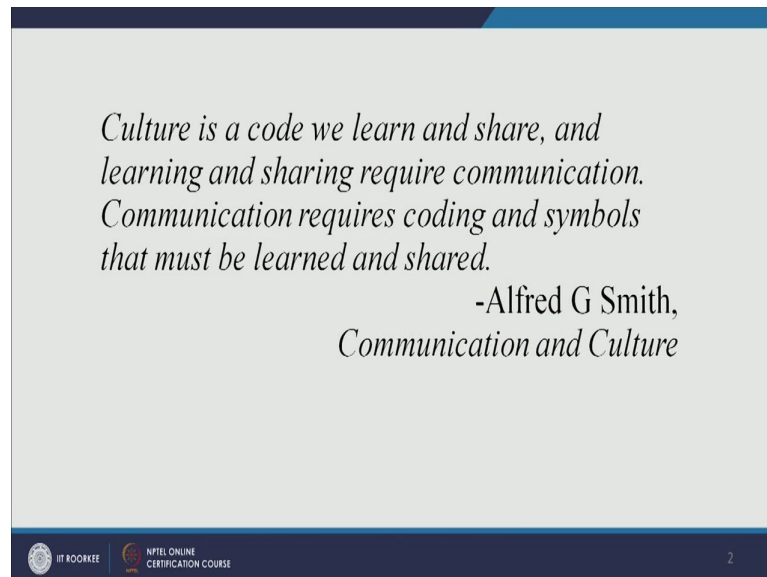 Culture is a code we learn and share, and
learning and sharing require communication.
Communication requires coding and symbols
that must be learned and shared.
-Alfred G Smith,
Communication and Culture
IIT ROORKEE
NPTEL ONLINE
CERTIFICATION COURSE
2